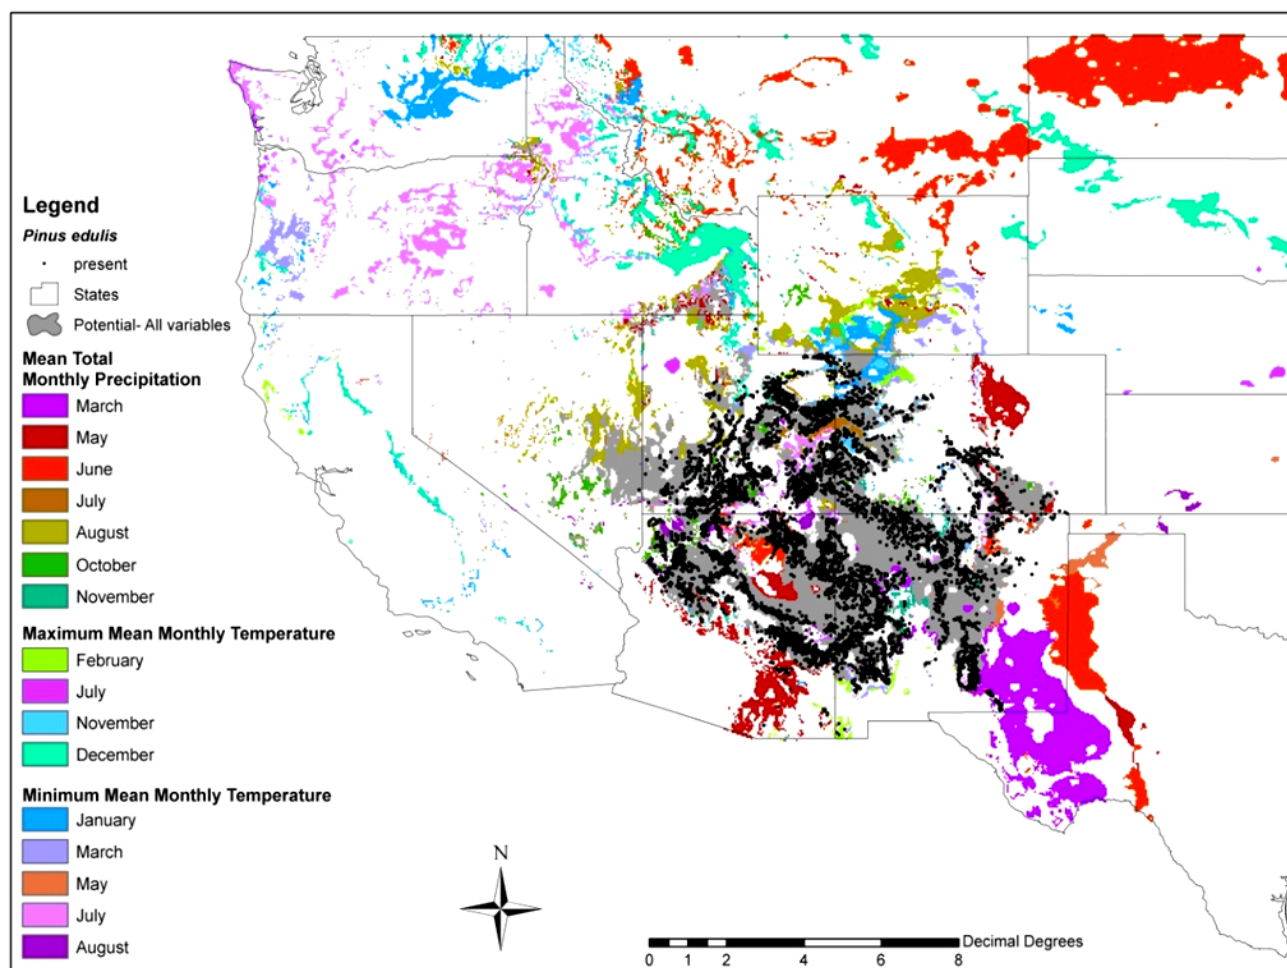 Legend
Pinus edulis
present
States
Potential- All variables
Mean Total
Monthly Precipitation
March
May
June
July
August
October
November
Maximum Mean Monthly Temperature
February
July
November
December
Minimum Mean Monthly Temperature
January
March
May
July
August
N
Decimal Degrees
0 1 2 4 6 8